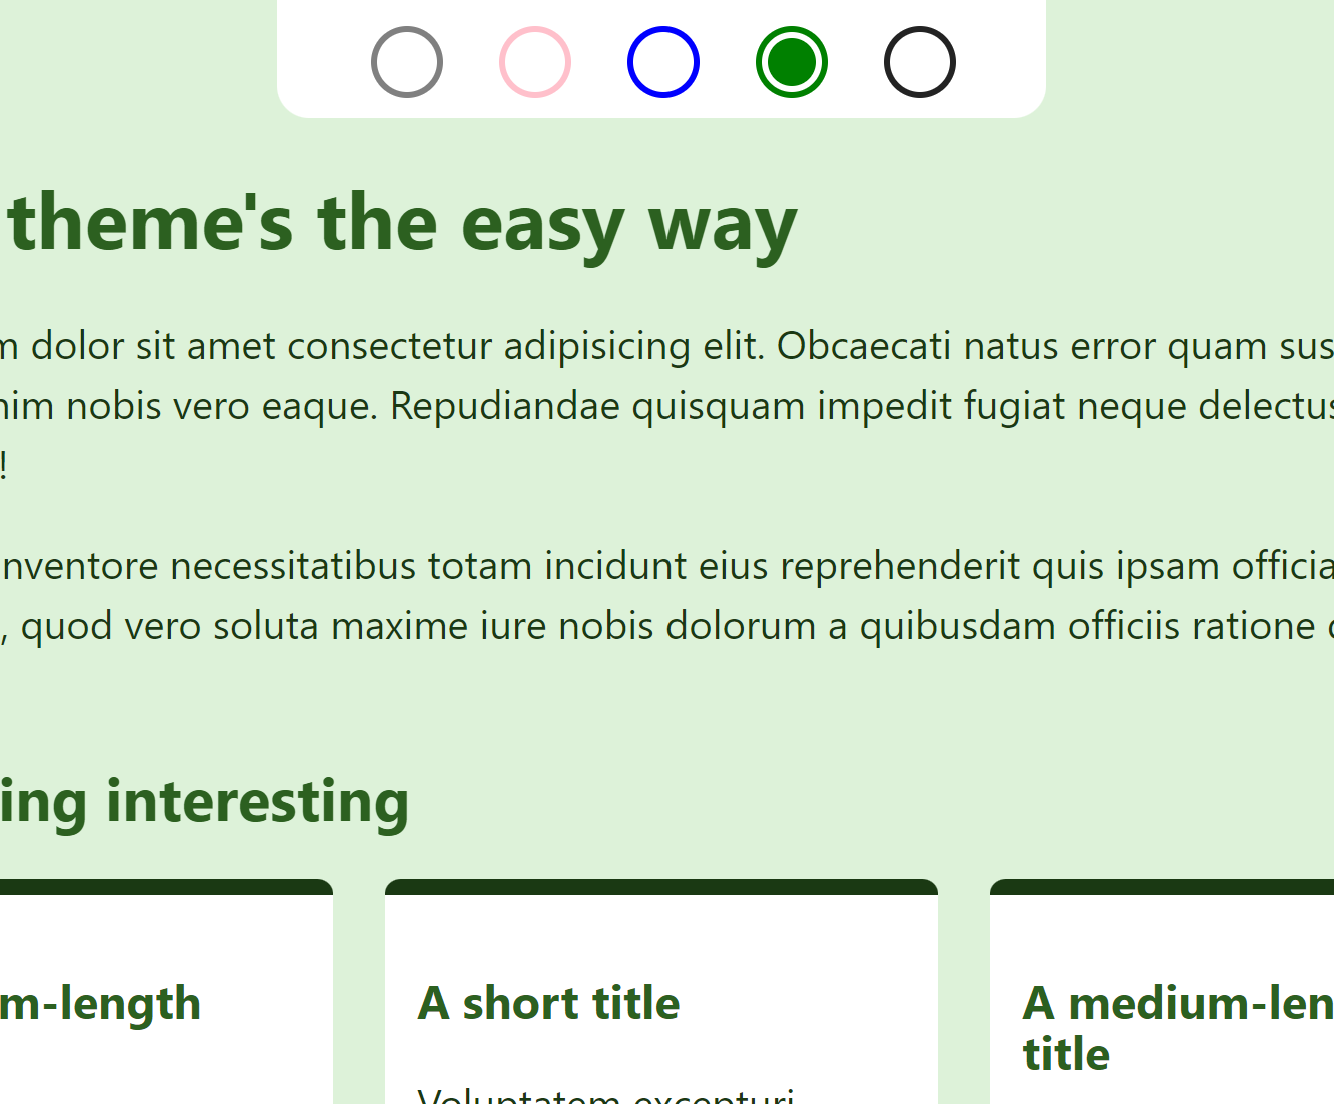 theme's the easy way
m dolor sit amet consectetur adipisicing elit. Obcaecati natus error quam sus
nim nobis vero eaque. Repudiandae quisquam impedit fugiat neque delectus
!
nventore necessitatibus totam incidunt eius reprehenderit quis ipsam officia
, quod vero soluta maxime iure nobis dolorum a quibusdam officiis ratione
ing interesting
m-length
A short title
Voluptatem excepturi
A medium-len
title